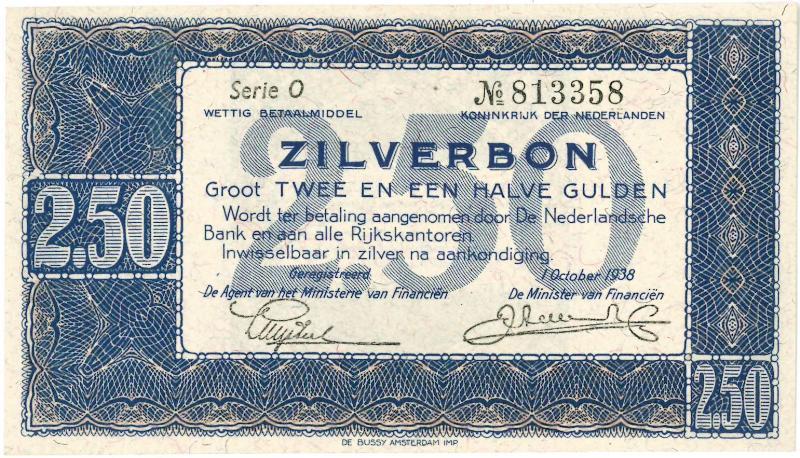 Serie O № 813358
WETTIG BETAALMIDDEL KONINKRIJK DER NEDERLANDEN
ZILVERBON
Groot TWEE EN EEN HALVE GULDEN
Wordt ter betaling aangenomen door De Nederlandsche
Bank en aan alle Rijkskantoren.
Inwisselbaar in zilver na aankondiging.
Geregistreerd 1 October 1938
De Agent van het Ministerie van Financiën De Minister van Financiën
2.50
2.50
2.50
DE BUSSY AMSTERDAM IMP.